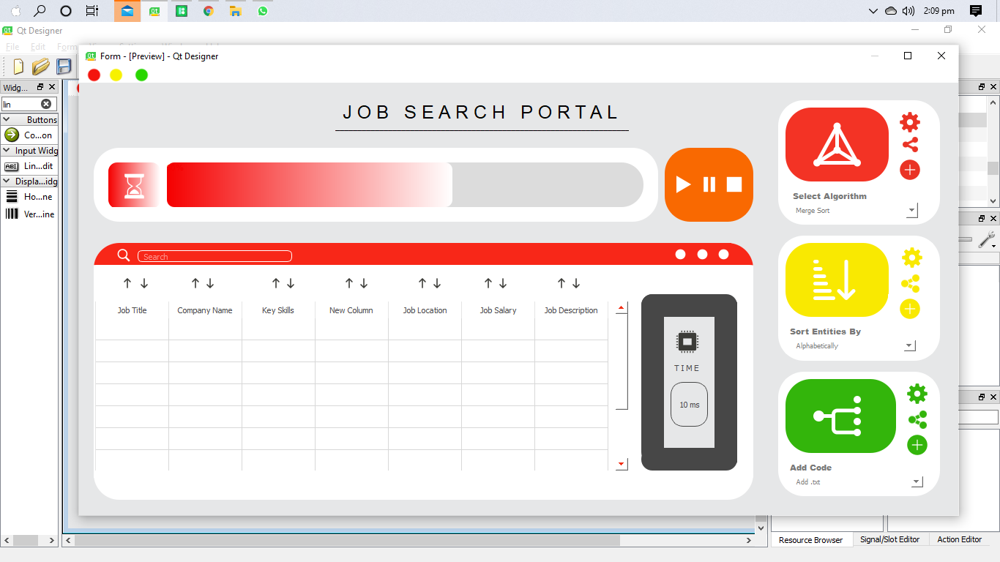 2:09 pm
Qt Designer
File Edit Form
Form - [Preview] - Qt Designer
Widg...
lin
Buttons
Co...on
Input Widg
Lin...dit
Displa...idg
Ho...ne
Ver...ine
JOB SEARCH PORTAL
Search
Job Title Company Name Key Skills New Column Job Location Job Salary Job Description
TIME
10 ms
Select Algorithm
Merge Sort
Sort Entities By
Alphabetically
Add Code
Add .txt
Resource Browser Signal/Slot Editor Action Editor